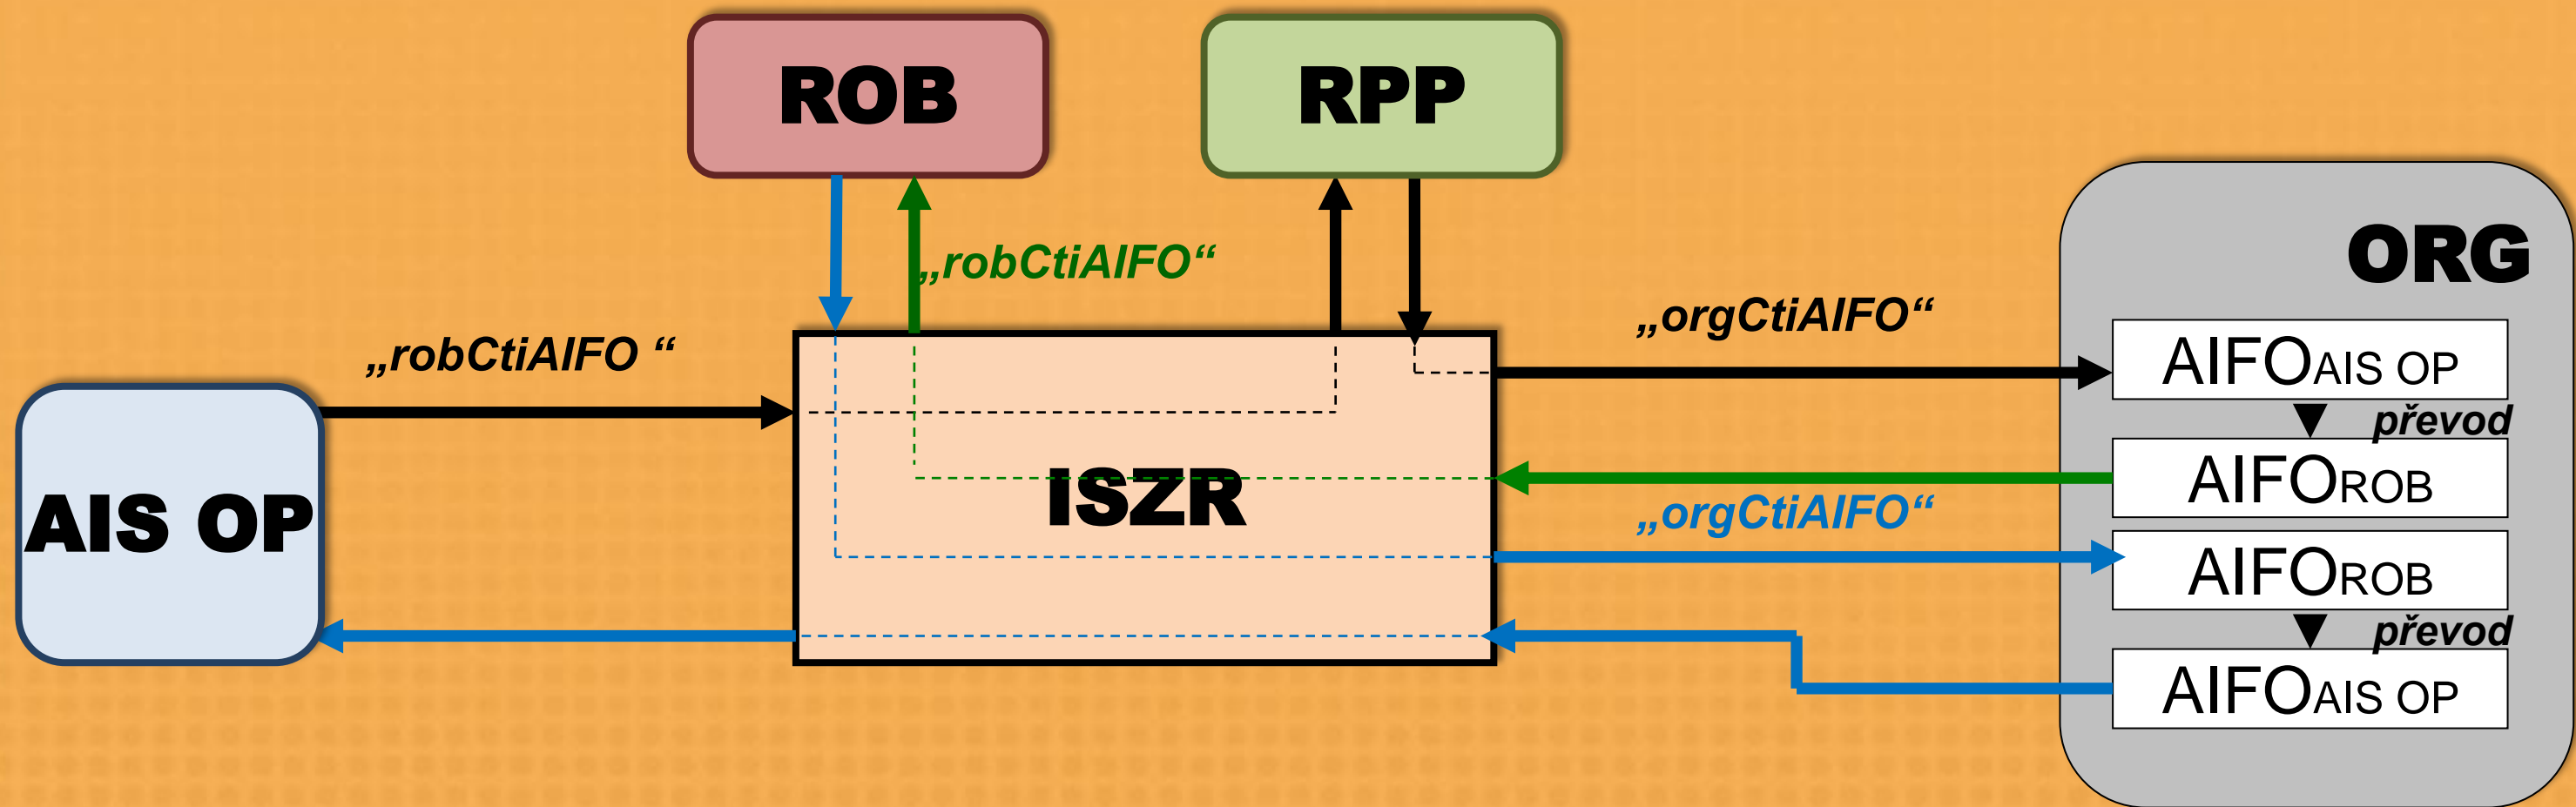 ROB
RPP
ORG
„robCtiAIFO“
„orgCtiAIFO“
„robCtiAIFO “
AIFOAIS OP
převod
AIFOROB
AIS OP
ISZR
„orgCtiAIFO“
AIFOROB
převod
AIFOAIS OP